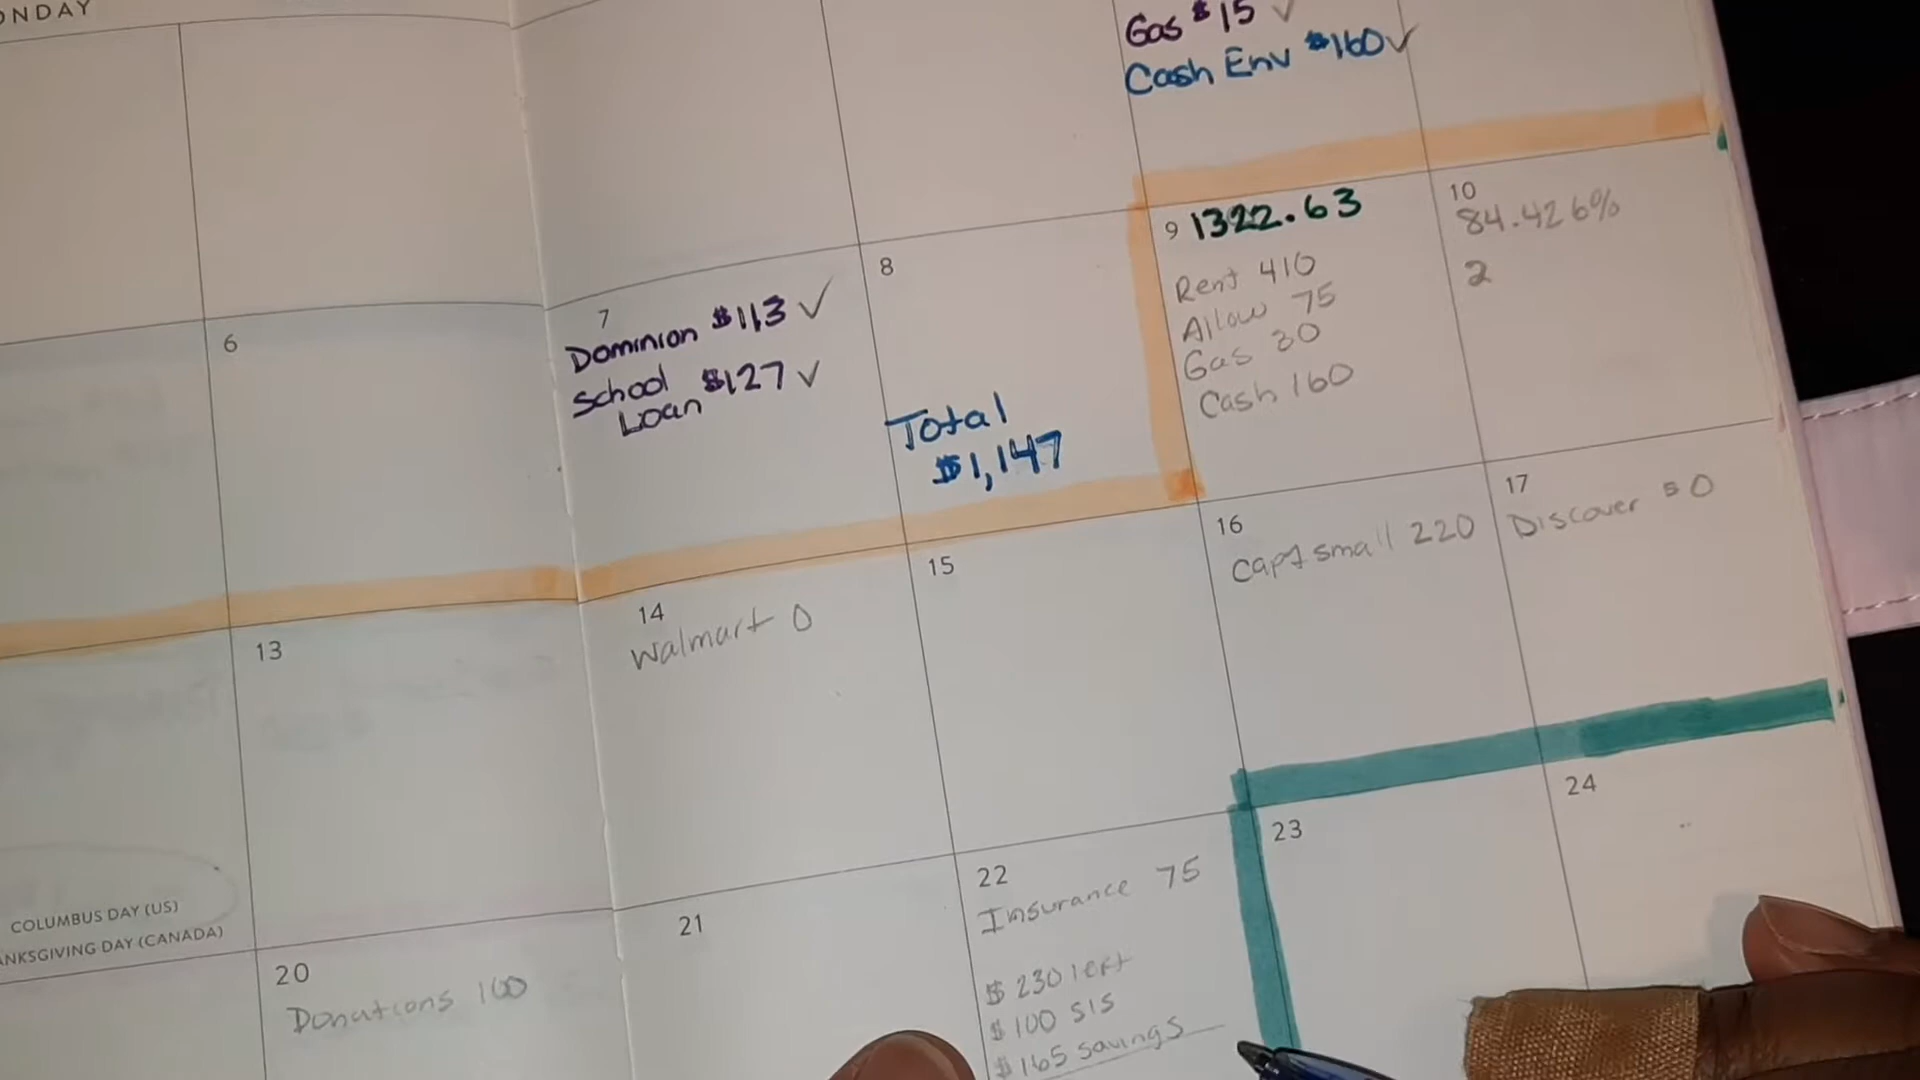 ONDAY
Gas $15 ✓
Cash Env $160 ✓
6
7
Dominion $113 ✓
School $127 ✓
Loan
8
Total
$1,147
9 1322.63
Rent 410
Allow 75
Gas 30
Cash 160
10
84.426%
2
13
COLUMBUS DAY (US)
NKSGIVING DAY (CANADA)
14
Walmart 0
15
16
Cap1 small 220
17
Discover 50
20
Donations 100
21
22
Insurance 75
$230 left
$100 sis
$165 savings
23
24